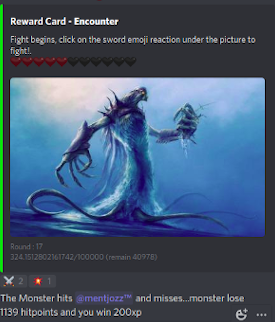 Reward Card - Encounter
Fight begins, click on the sword emoji reaction under the picture to
fight!.
Round : 17
224.1512802161742/100000 (remain 40978)
2 1
The Monster hits @mentjozz™ and misses...monster lose
1139 hitpoints and you win 200xp